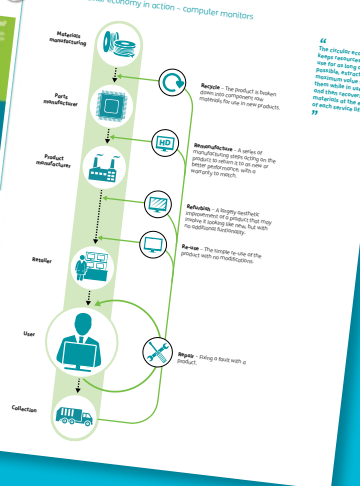 economy in action – computer monitors
Materials
manufacturing
Parts
manufacturer
Product
manufacturer
Retailer
User
Collection
Recycle – The product is broken
down into component raw
materials for use in new products.
HD
Remanufacture – A series of
manufacturing steps acting on the
product to return it to as new or
better performance with a
warranty to match.
Refurbish – A largely aesthetic
improvement of a product that may
involve it looking like new, but with
no additional functionality.
Re-use – The simple re-use of the
product with no modifications.
Repair – Fixing a fault with a
product.
“
The circular
keeps resources
use for as long
possible, extract
maximum value
them while in use
and then recover
materials at the
of each service
”